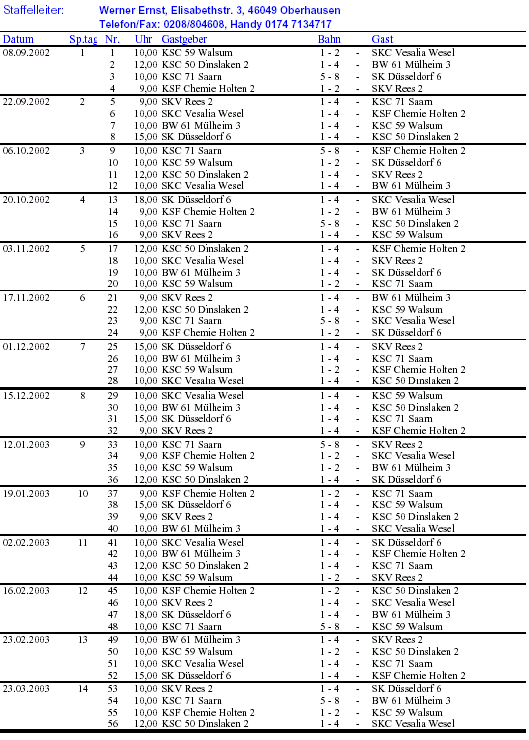 Staffelleiter: Werner Ernst, Elisabethstr. 3, 46049 Oberhausen
Telefon/Fax: 0208/804608, Handy 0174 7134717
Datum Sp.tag Nr. Uhr Gastgeber Bahn Gast
08.09.2002 1 1 10,00 KSC 59 Walsum 1 - 2 - SKC Vesalia Wesel
2 12,00 KSC 50 Dinslaken 2 1 - 4 - BW 61 Mülheim 3
3 10,00 KSC 71 Saarn 5 - 8 - SK Düsseldorf 6
4 9,00 KSF Chemie Holten 2 1 - 2 - SKV Rees 2
22.09.2002 2 5 9,00 SKV Rees 2 1 - 4 - KSC 71 Saarn
6 10,00 SKC Vesalia Wesel 1 - 4 - KSF Chemie Holten 2
7 10,00 BW 61 Mülheim 3 1 - 4 - KSC 59 Walsum
8 15,00 SK Düsseldorf 6 1 - 4 - KSC 50 Dinslaken 2
06.10.2002 3 9 10,00 KSC 71 Saarn 5 - 8 - KSF Chemie Holten 2
10 10,00 KSC 59 Walsum 1 - 2 - SK Düsseldorf 6
11 12,00 KSC 50 Dinslaken 2 1 - 4 - SKV Rees 2
12 10,00 SKC Vesalia Wesel 1 - 4 - BW 61 Mülheim 3
20.10.2002 4 13 18,00 SK Düsseldorf 6 1 - 4 - SKC Vesalia Wesel
14 9,00 KSF Chemie Holten 2 1 - 2 - BW 61 Mülheim 3
15 10,00 KSC 71 Saarn 5 - 8 - KSC 50 Dinslaken 2
16 9,00 SKV Rees 2 1 - 4 - KSC 59 Walsum
03.11.2002 5 17 12,00 KSC 50 Dinslaken 2 1 - 4 - KSF Chemie Holten 2
18 10,00 SKC Vesalia Wesel 1 - 4 - SKV Rees 2
19 10,00 BW 61 Mülheim 3 1 - 4 - SK Düsseldorf 6
20 10,00 KSC 59 Walsum 1 - 2 - KSC 71 Saarn
17.11.2002 6 21 9,00 SKV Rees 2 1 - 4 - BW 61 Mülheim 3
22 12,00 KSC 50 Dinslaken 2 1 - 4 - KSC 59 Walsum
23 9,00 KSC 71 Saarn 5 - 8 - SKC Vesalia Wesel
24 9,00 KSF Chemie Holten 2 1 - 2 - SK Düsseldorf 6
01.12.2002 7 25 15,00 SK Düsseldorf 6 1 - 4 - SKV Rees 2
26 10,00 BW 61 Mülheim 3 1 - 4 - KSC 71 Saarn
27 10,00 KSC 59 Walsum 1 - 2 - KSF Chemie Holten 2
28 10,00 SKC Vesalia Wesel 1 - 4 - KSC 50 Dinslaken 2
15.12.2002 8 29 10,00 SKC Vesalia Wesel 1 - 4 - KSC 59 Walsum
30 10,00 BW 61 Mülheim 3 1 - 4 - KSC 50 Dinslaken 2
31 15,00 SK Düsseldorf 6 1 - 4 - KSC 71 Saarn
32 9,00 SKV Rees 2 1 - 4 - KSF Chemie Holten 2
12.01.2003 9 33 10,00 KSC 71 Saarn 5 - 8 - SKV Rees 2
34 9,00 KSF Chemie Holten 2 1 - 2 - SKC Vesalia Wesel
35 10,00 KSC 59 Walsum 1 - 2 - BW 61 Mülheim 3
36 12,00 KSC 50 Dinslaken 2 1 - 4 - SK Düsseldorf 6
19.01.2003 10 37 9,00 KSF Chemie Holten 2 1 - 2 - KSC 71 Saarn
38 15,00 SK Düsseldorf 6 1 - 4 - KSC 59 Walsum
39 9,00 SKV Rees 2 1 - 4 - KSC 50 Dinslaken 2
40 10,00 BW 61 Mülheim 3 1 - 4 - SKC Vesalia Wesel
02.02.2003 11 41 10,00 SKC Vesalia Wesel 1 - 4 - SK Düsseldorf 6
42 10,00 BW 61 Mülheim 3 1 - 4 - KSF Chemie Holten 2
43 12,00 KSC 50 Dinslaken 2 1 - 4 - KSC 71 Saarn
44 10,00 KSC 59 Walsum 1 - 2 - SKV Rees 2
16.02.2003 12 45 10,00 KSF Chemie Holten 2 1 - 2 - KSC 50 Dinslaken 2
46 10,00 SKV Rees 2 1 - 4 - SKC Vesalia Wesel
47 18,00 SK Düsseldorf 6 1 - 4 - BW 61 Mülheim 3
48 10,00 KSC 71 Saarn 5 - 8 - KSC 59 Walsum
23.02.2003 13 49 10,00 BW 61 Mülheim 3 1 - 4 - SKV Rees 2
50 10,00 KSC 59 Walsum 1 - 2 - KSC 50 Dinslaken 2
51 10,00 SKC Vesalia Wesel 1 - 4 - KSC 71 Saarn
52 15,00 SK Düsseldorf 6 1 - 4 - KSF Chemie Holten 2
23.03.2003 14 53 10,00 SKV Rees 2 1 - 4 - SK Düsseldorf 6
54 10,00 KSC 71 Saarn 5 - 8 - BW 61 Mülheim 3
55 10,00 KSF Chemie Holten 2 1 - 2 - KSC 59 Walsum
56 12,00 KSC 50 Dinslaken 2 1 - 4 - SKC Vesalia Wesel